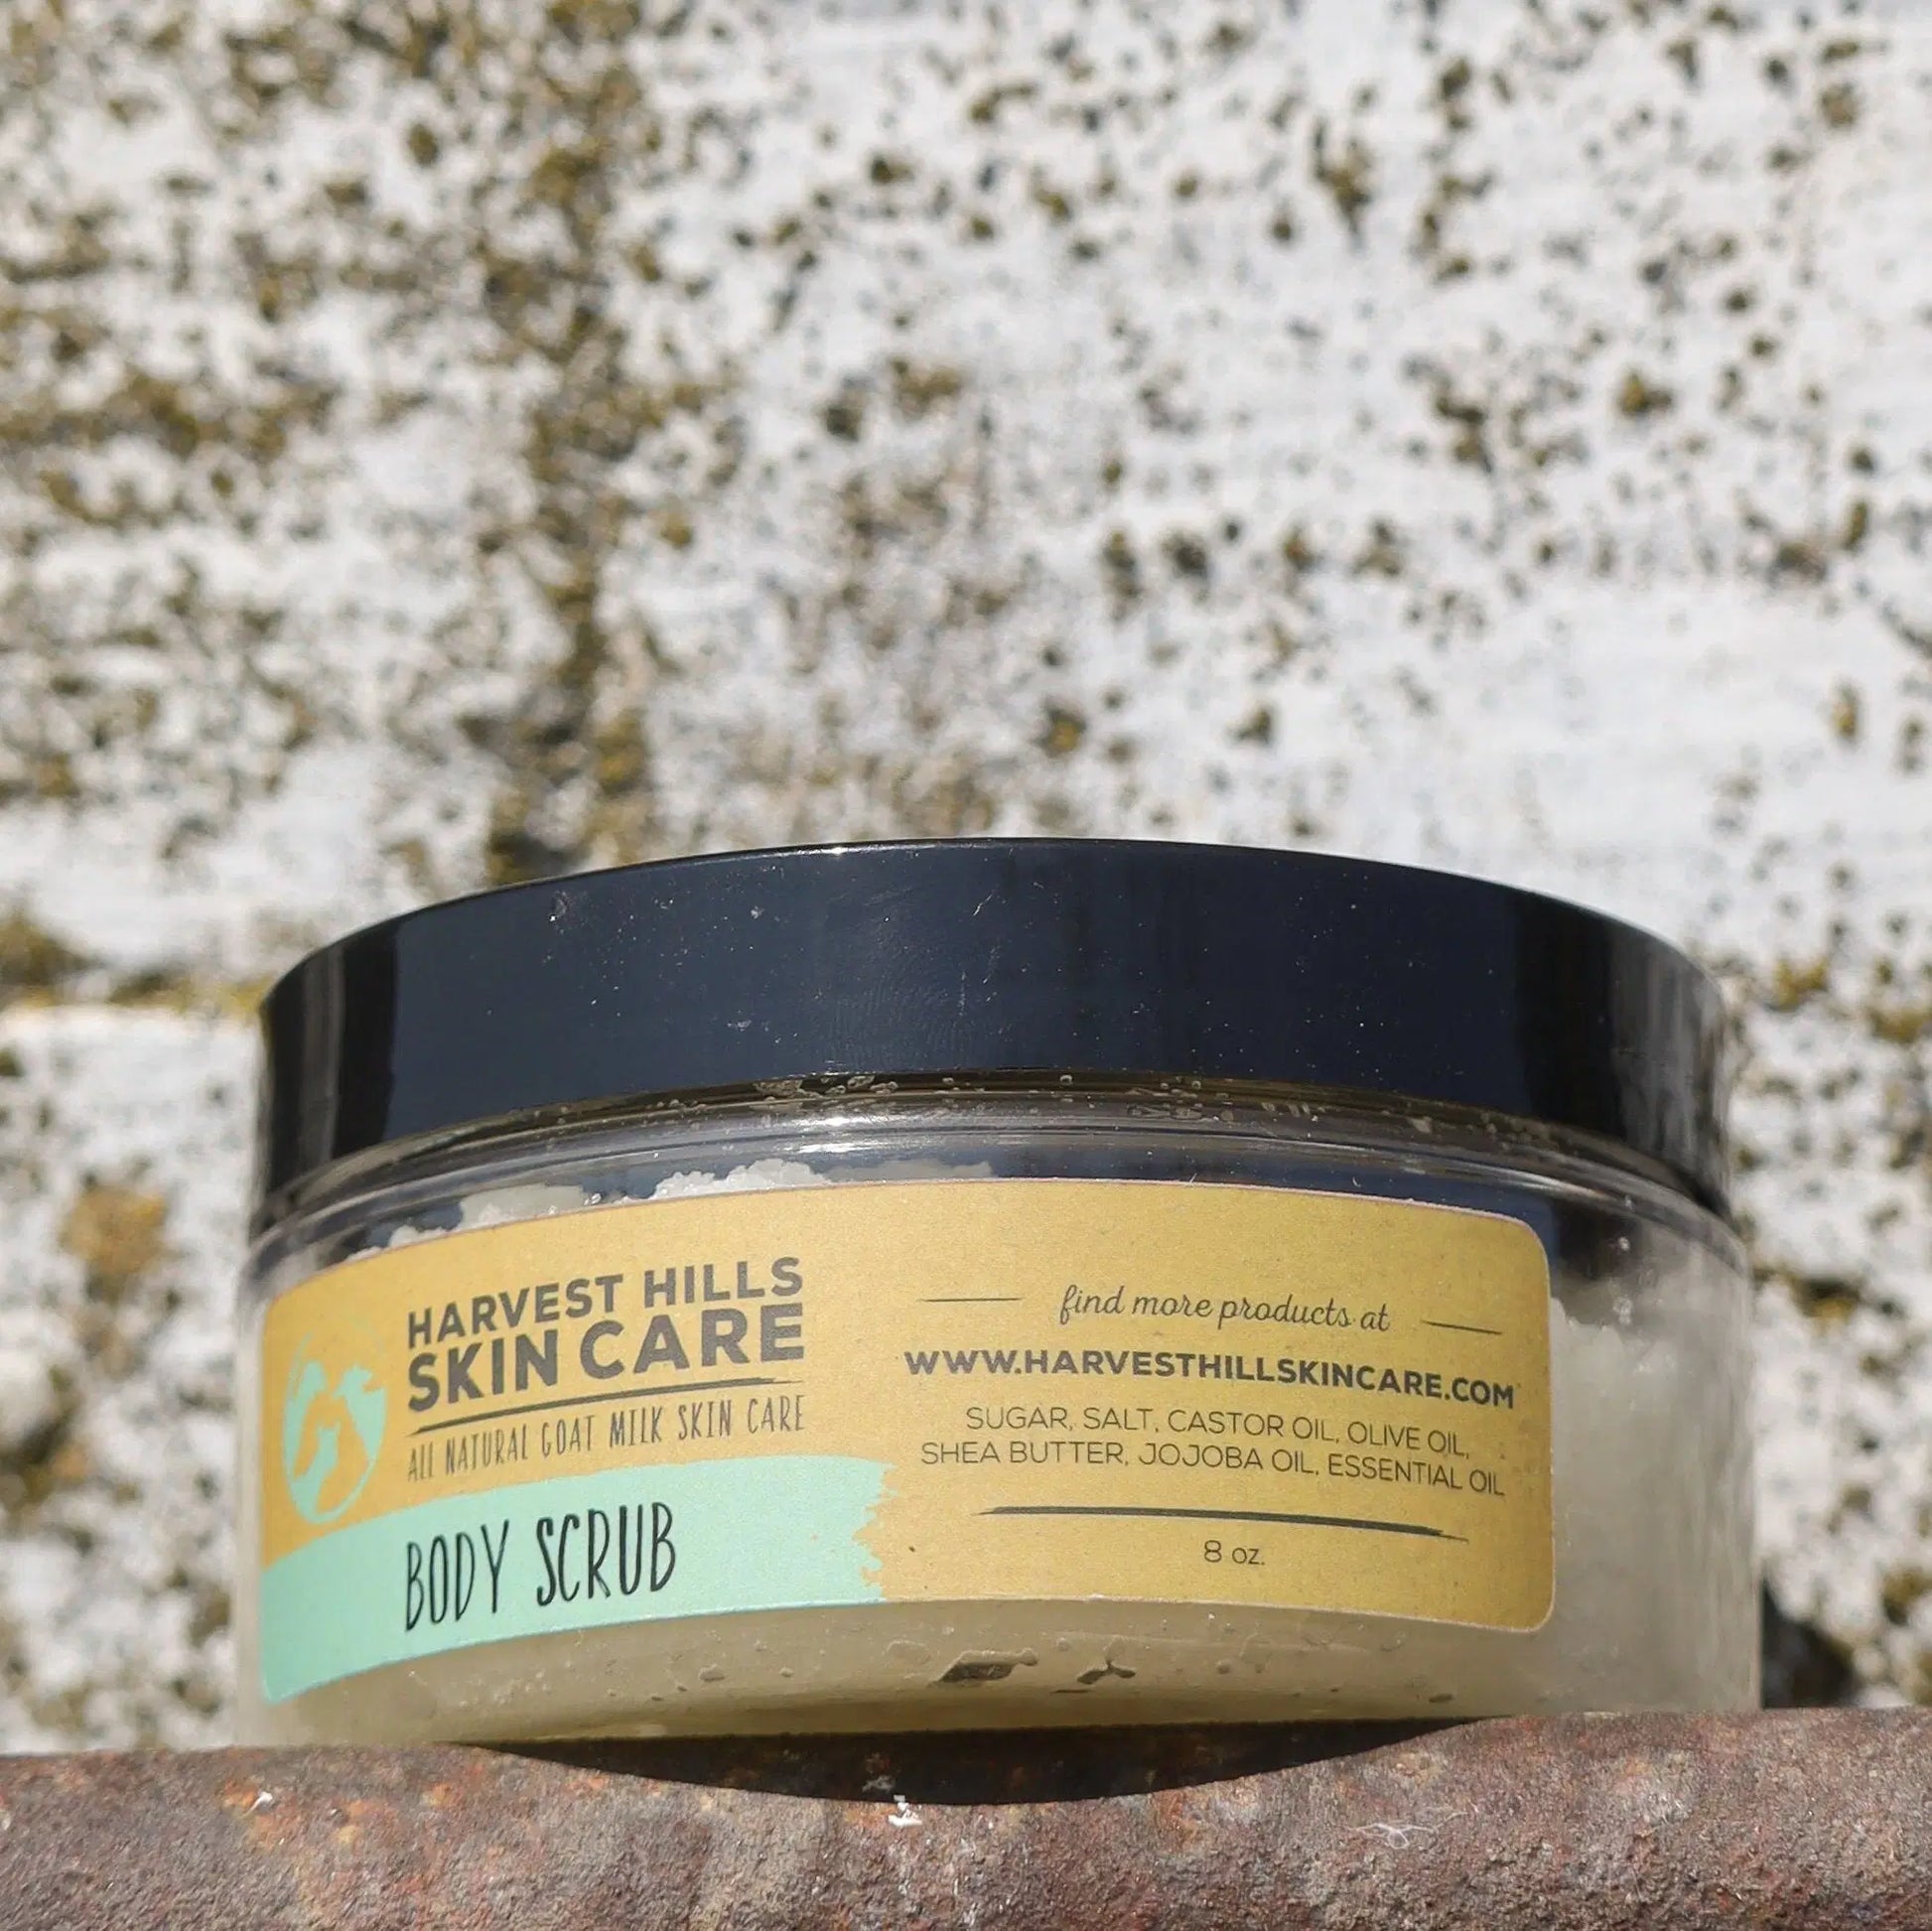 HARVEST HILLS
SKIN CARE
ALL NATURAL GOAT MILK SKIN CARE
BODY SCRUB
find more products at
WWW.HARVESTHILLSKINCARE.COM
SUGAR, SALT, CASTOR OIL, OLIVE OIL,
SHEA BUTTER, JOJOBA OIL, ESSENTIAL OIL
8 oz.